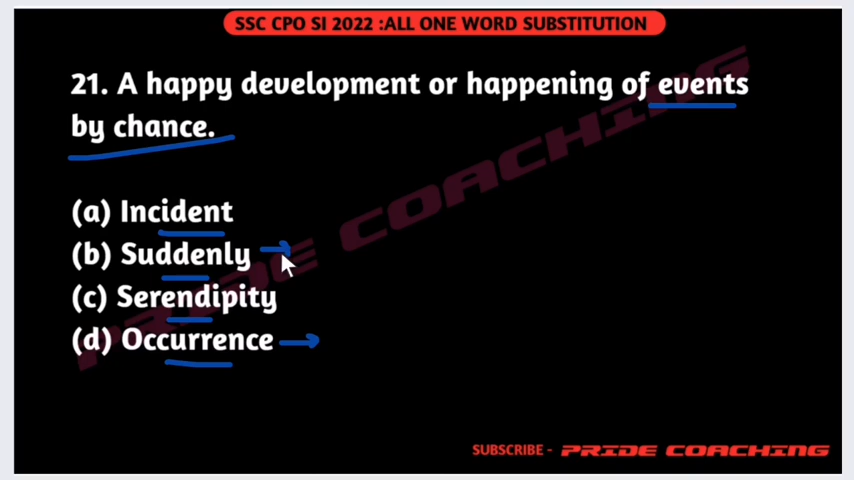 SSC CPO SI 2022 :ALL ONE WORD SUBSTITUTION
21. A happy development or happening of events
by chance.
(a) Incident
(b) Suddenly
(c) Serendipity
(d) Occurrence
PRIDE COACHING
SUBSCRIBE - PRIDE COACHING